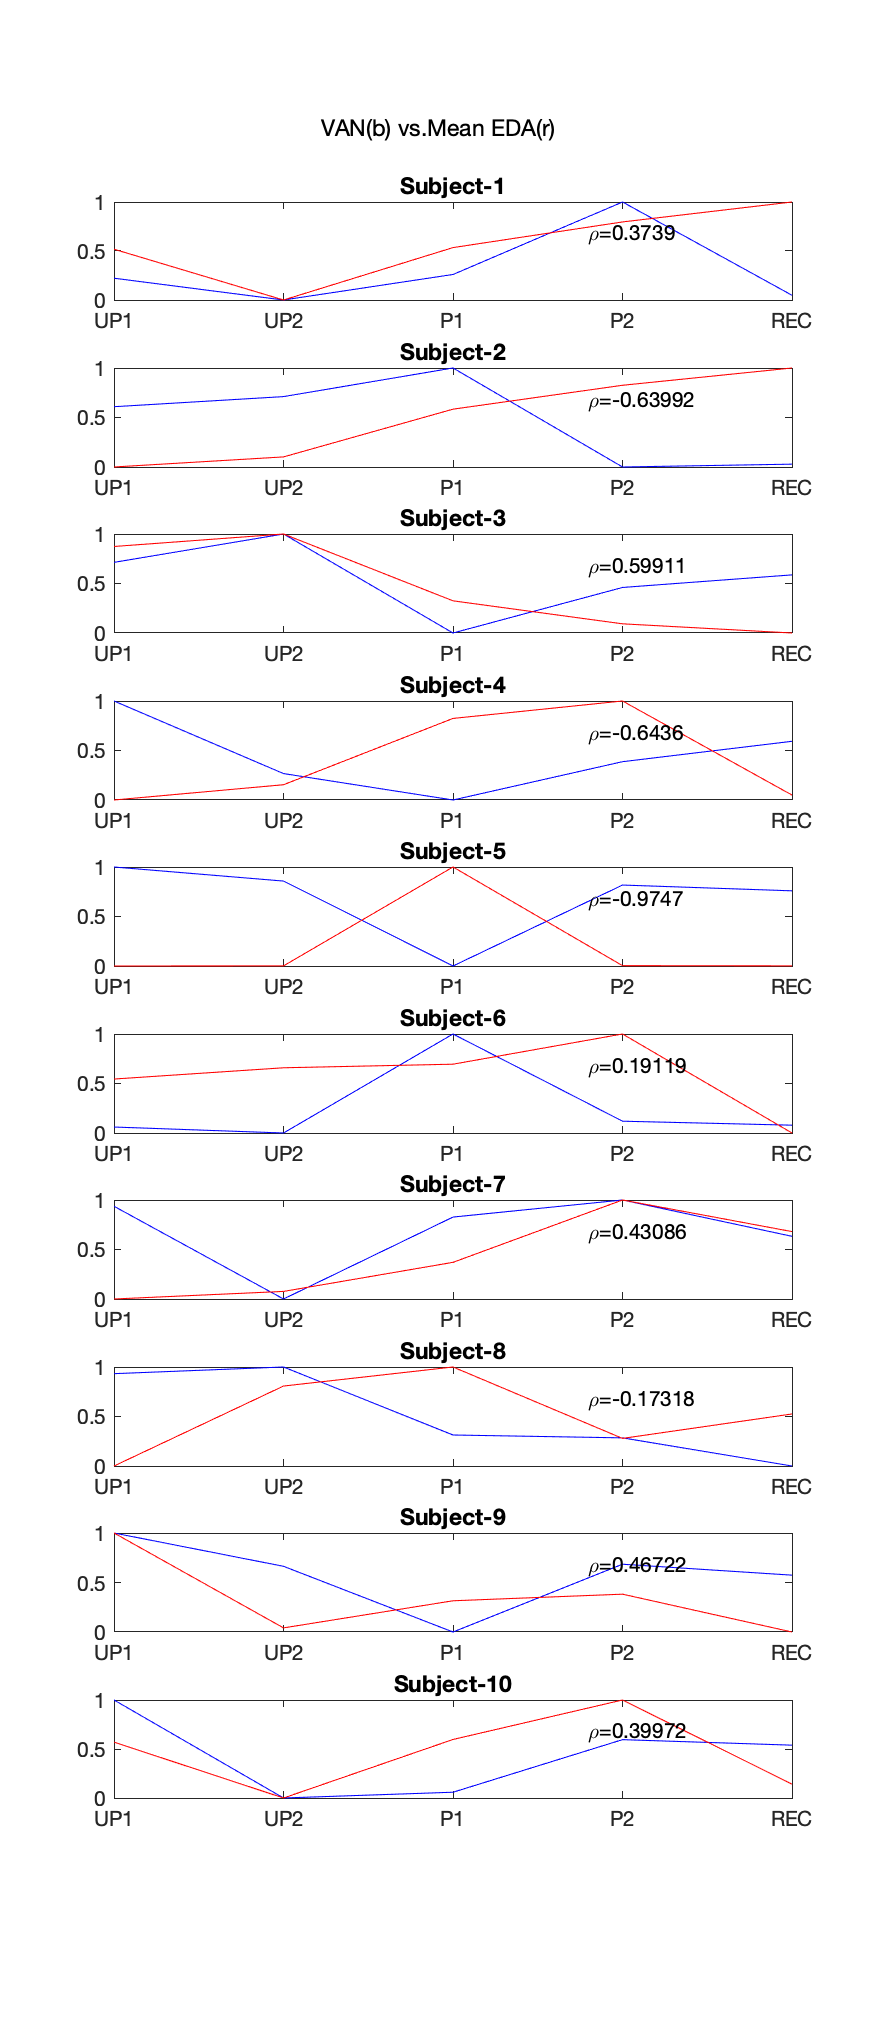 VAN(b) vs.Mean EDA(r)
Subject-1
1
0.5
0
ρ=0.3739
UP1 UP2 P1 P2 REC
Subject-2
1
0.5
0
ρ=-0.63992
UP1 UP2 P1 P2 REC
Subject-3
1
0.5
0
ρ=0.59911
UP1 UP2 P1 P2 REC
Subject-4
1
0.5
0
ρ=-0.6436
UP1 UP2 P1 P2 REC
Subject-5
1
0.5
0
ρ=-0.9747
UP1 UP2 P1 P2 REC
Subject-6
1
0.5
0
ρ=0.19119
UP1 UP2 P1 P2 REC
Subject-7
1
0.5
0
ρ=0.43086
UP1 UP2 P1 P2 REC
Subject-8
1
0.5
0
ρ=-0.17318
UP1 UP2 P1 P2 REC
Subject-9
1
0.5
0
ρ=0.46722
UP1 UP2 P1 P2 REC
Subject-10
1
0.5
0
ρ=0.39972
UP1 UP2 P1 P2 REC